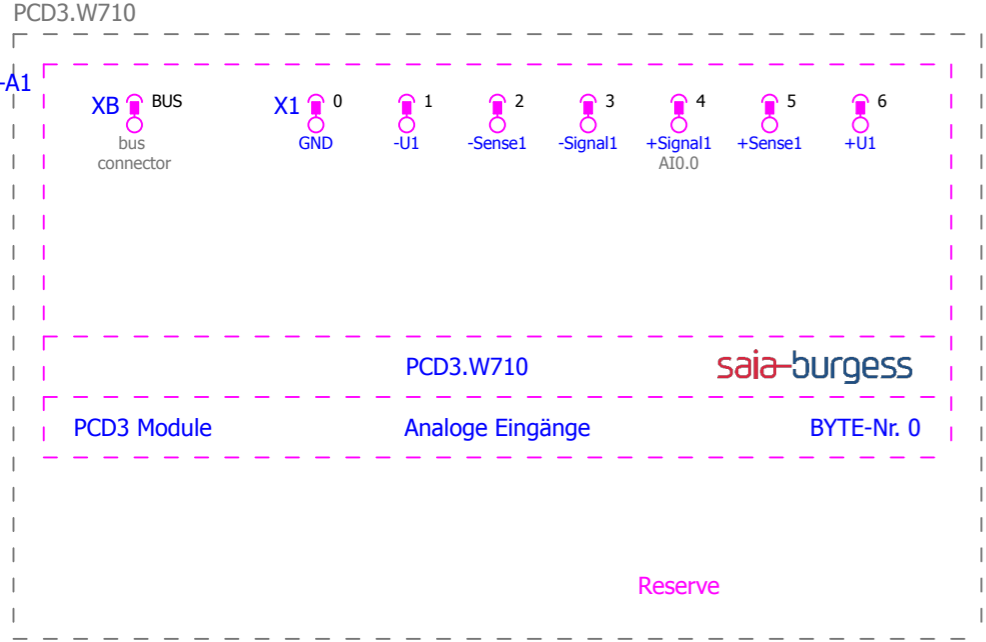 PCD3.W710
-A1
XB BUS X1 0 1 2 3 4 5 6
bus GND -U1 -Sense1 -Signal1 +Signal1 +Sense1 +U1
connector AI0.0
PCD3.W710 saia-burgess
PCD3 Module Analoge Eingänge BYTE-Nr. 0
Reserve